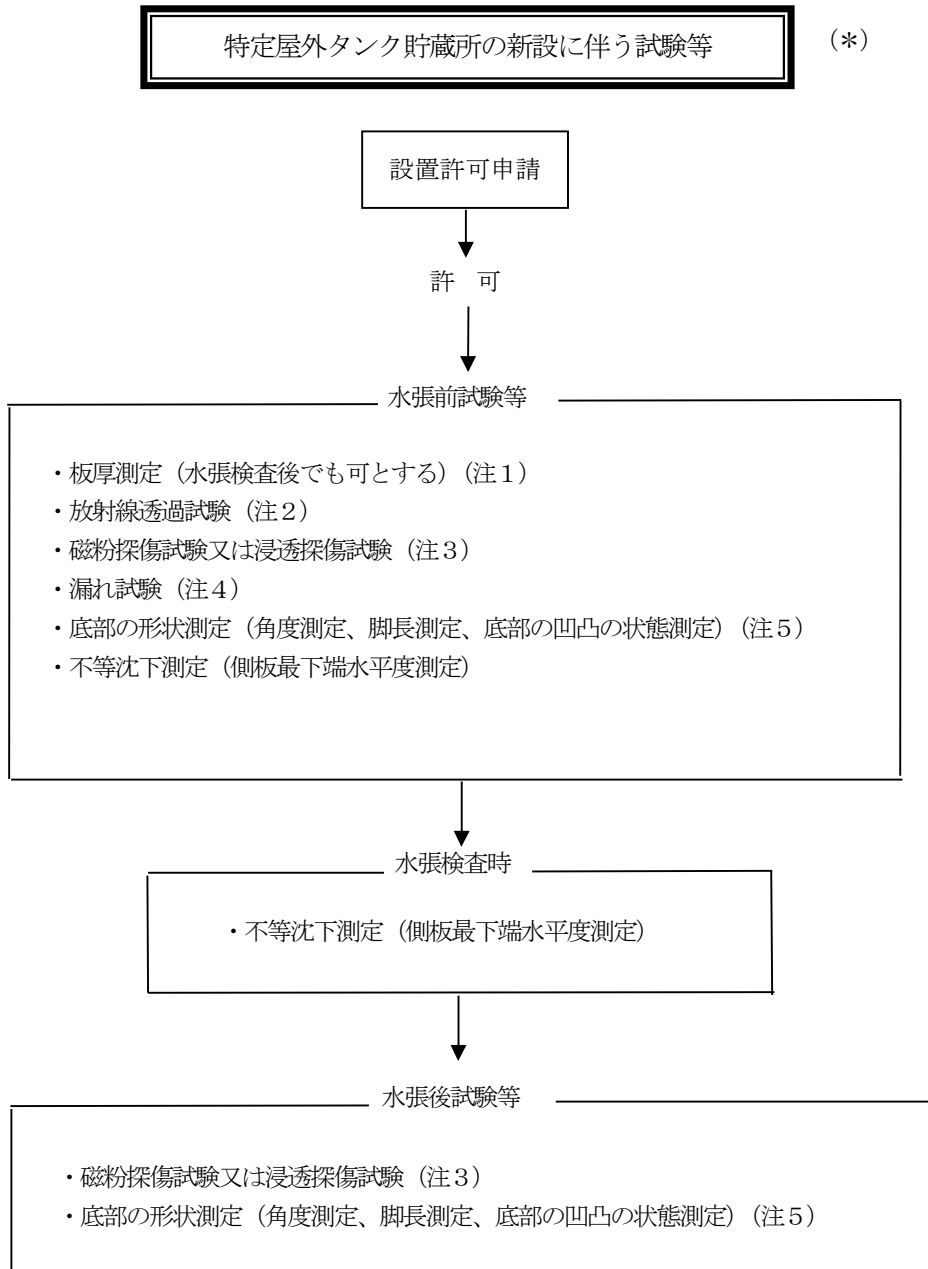 特定屋外タンク貯蔵所の新設に伴う試験等 (＊)
設置許可申請
許　可
水張前試験等
・板厚測定（水張検査後でも可とする）（注１）
・放射線透過試験（注２）
・磁粉探傷試験又は浸透探傷試験（注３）
・漏れ試験（注４）
・底部の形状測定（角度測定、脚長測定、底部の凹凸の状態測定）（注５）
・不等沈下測定（側板最下端水平度測定）
水張検査時
・不等沈下測定（側板最下端水平度測定）
水張後試験等
・磁粉探傷試験又は浸透探傷試験（注３）
・底部の形状測定（角度測定、脚長測定、底部の凹凸の状態測定）（注５）